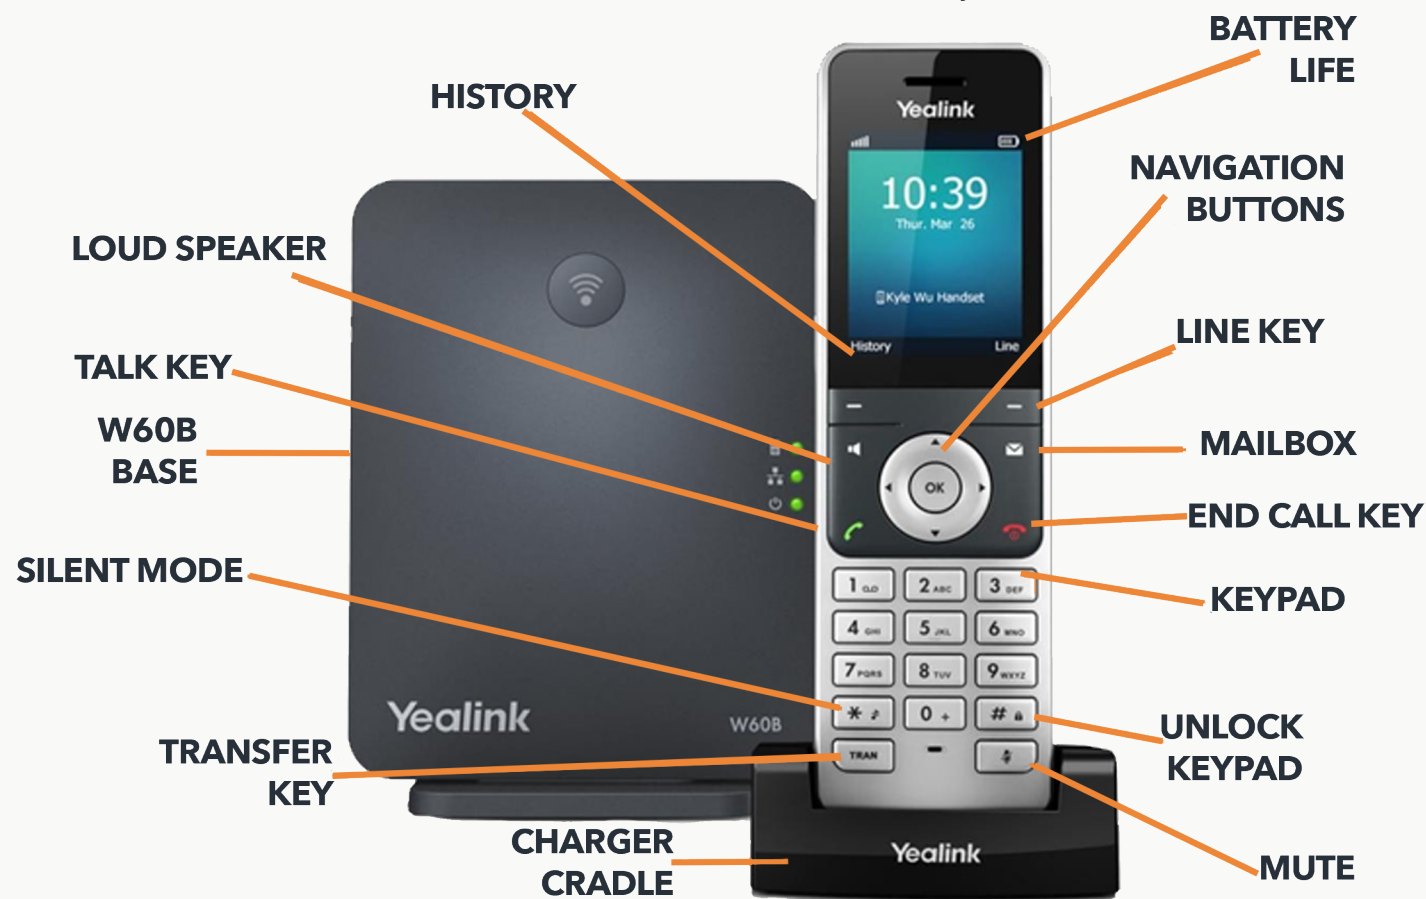 BATTERY
LIFE
HISTORY
Yealink
NAVIGATION
BUTTONS
10:39
Thur. Mar 26
LOUD SPEAKER
Kyle Wu Handset
LINE KEY
History
Line
TALK KEY
W60B
BASE
MAILBOX
OK
END CALL KEY
SILENT MODE
1
2 ABC
3 DEF
KEYPAD
4 GHI
5 JKL
6 MNO
7 PQRS
8 TUV
9 WXYZ
Yealink
W60B
* 
0 +
#
UNLOCK
KEYPAD
TRANSFER
KEY
TRAN
CHARGER
CRADLE
Yealink
MUTE